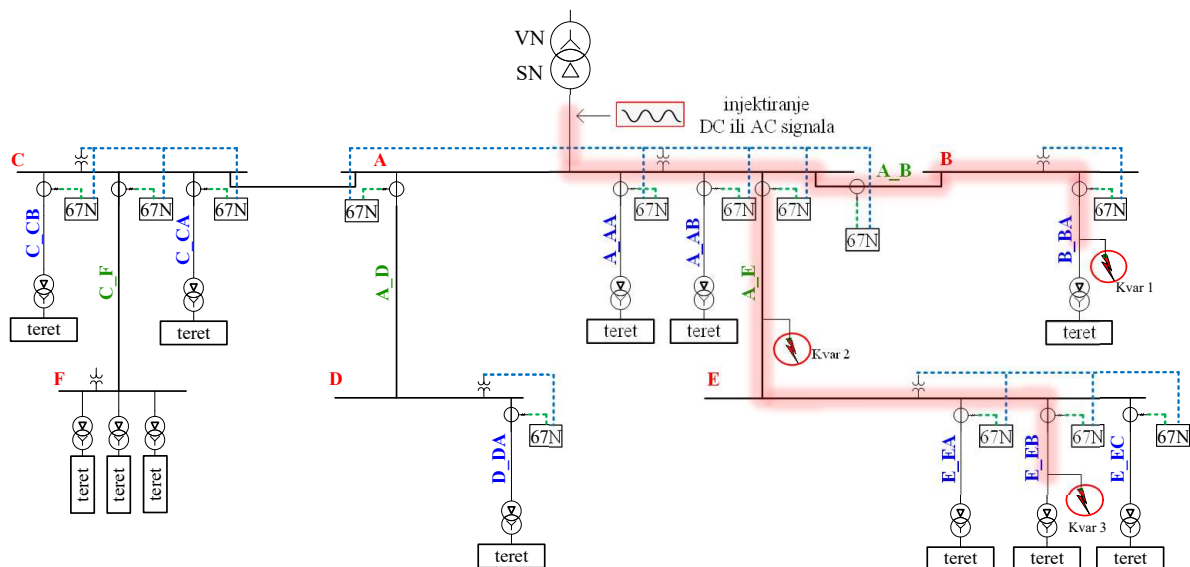 VN
SN
injektiranje
DC ili AC signala
C
A
A_B
B
67N
67N
67N
67N
67N
67N
67N
67N
67N
C_CB
C_F
C_CA
A_D
A_AA
A_AB
A_E
B_BA
Kvar 1
teret
teret
teret
teret
teret
Kvar 2
F
D
E
67N
67N
67N
67N
D_DA
E_EA
E_EB
E_EC
teret
teret
teret
Kvar 3
teret
teret
teret
teret